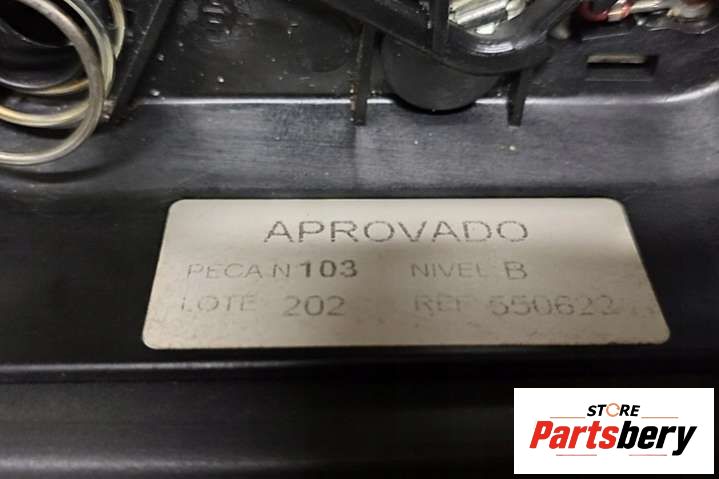 APROVADO
PECA N 103 NIVEL B
LOTE 202 REF 550622
STORE
Partsbery